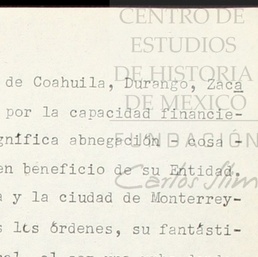 CENTRO DE
ESTUDIOS
DE HISTORIA
DE MÉXICO
FUNDACIÓN
Carlos Slim
de Coahuila, Durango, Zaca
por la capacidad financie-
gnífica abnegación - cosa -
en beneficio de su Entidad.
a y la ciudad de Monterrey-
s los órdenes, su fantásti-